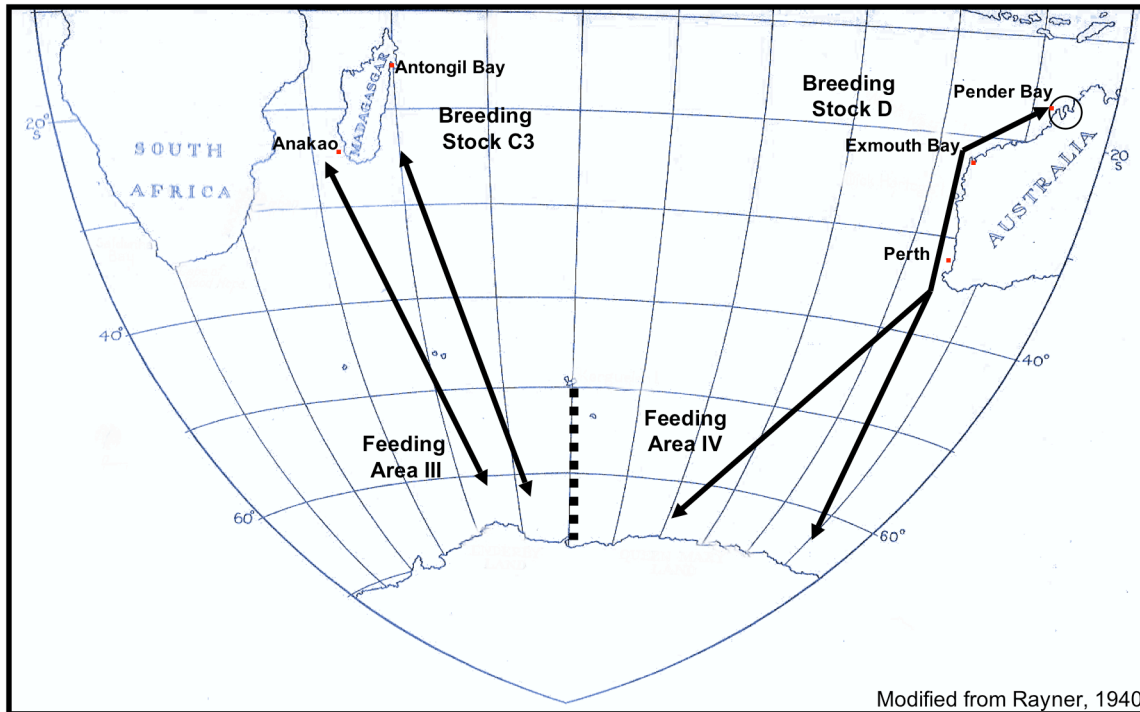 Antongil Bay
MADAGASCAR
Breeding
Stock C3
Breeding
Stock D
Pender Bay
20°
S
SOUTH
AFRICA
Anakao
Exmouth Bay
20
S
AUSTRALIA
Perth
40°
40°
Feeding
Area III
Feeding
Area IV
60°
60°
Modified from Rayner, 1940